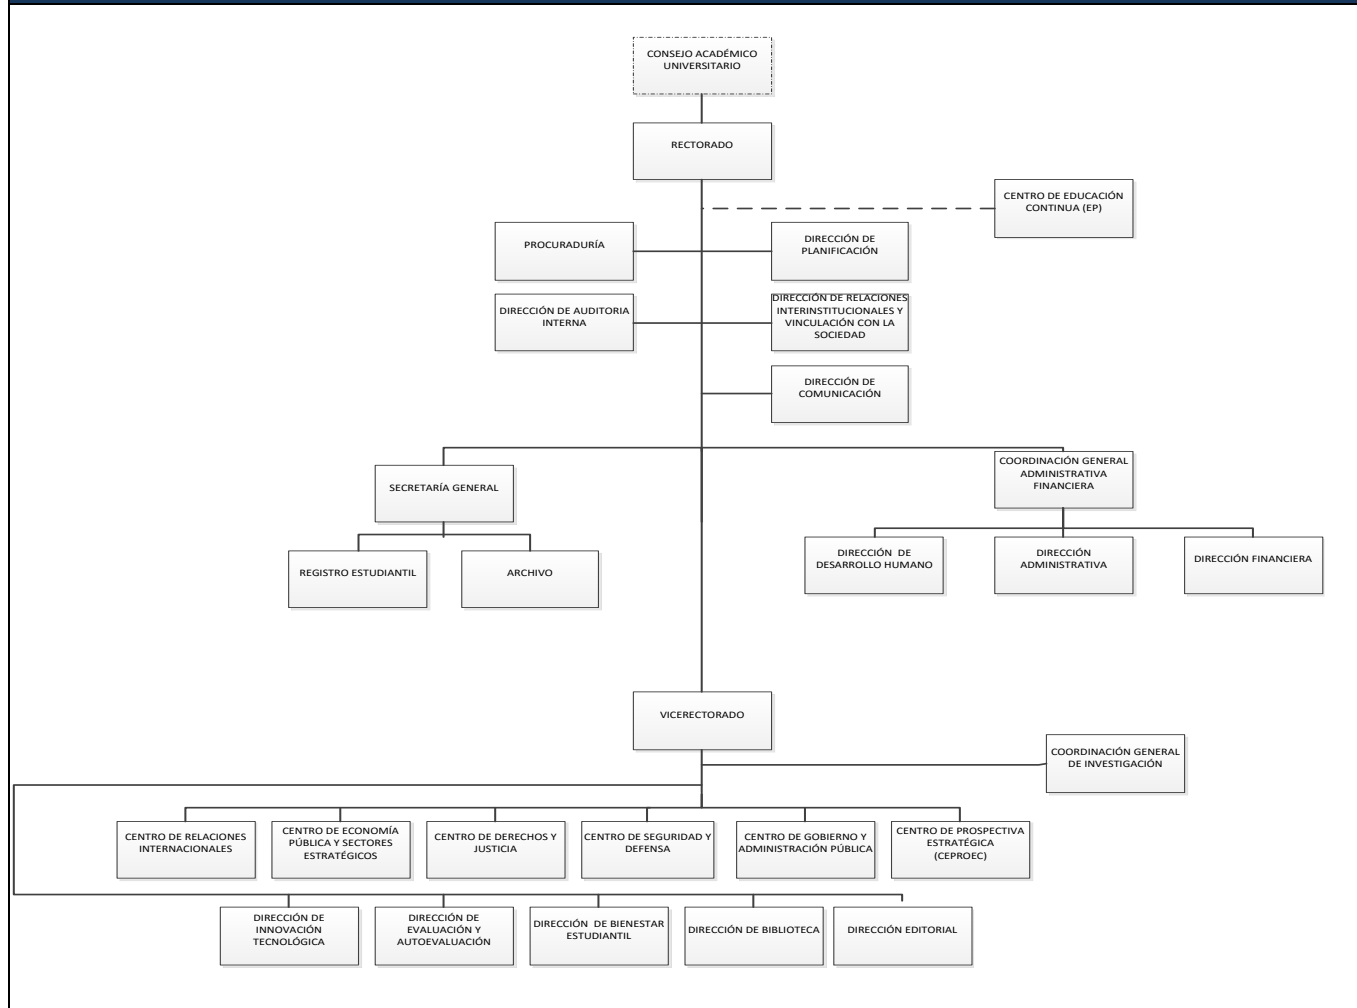 CONSEJO ACADÉMICO
UNIVERSITARIO
RECTORADO
CENTRO DE EDUCACIÓN
CONTINUA (EP)
PROCURADURÍA
DIRECCIÓN DE
PLANIFICACIÓN
DIRECCIÓN DE AUDITORIA
INTERNA
DIRECCIÓN DE RELACIONES
INTERINSTITUCIONALES Y
VINCULACIÓN CON LA
SOCIEDAD
DIRECCIÓN DE
COMUNICACIÓN
SECRETARÍA GENERAL
COORDINACIÓN GENERAL
ADMINISTRATIVA
FINANCIERA
REGISTRO ESTUDIANTIL
ARCHIVO
DIRECCIÓN DE
DESARROLLO HUMANO
DIRECCIÓN
ADMINISTRATIVA
DIRECCIÓN FINANCIERA
VICERECTORADO
COORDINACIÓN GENERAL
DE INVESTIGACIÓN
CENTRO DE RELACIONES
INTERNACIONALES
CENTRO DE ECONOMÍA
PÚBLICA Y SECTORES
ESTRATÉGICOS
CENTRO DE DERECHOS Y
JUSTICIA
CENTRO DE SEGURIDAD Y
DEFENSA
CENTRO DE GOBIERNO Y
ADMINISTRACIÓN PÚBLICA
CENTRO DE PROSPECTIVA
ESTRATÉGICA
(CEPROEC)
DIRECCIÓN DE
INNOVACIÓN
TECNOLÓGICA
DIRECCIÓN DE
EVALUACIÓN Y
AUTOEVALUACIÓN
DIRECCIÓN DE BIENESTAR
ESTUDIANTIL
DIRECCIÓN DE BIBLIOTECA
DIRECCIÓN EDITORIAL